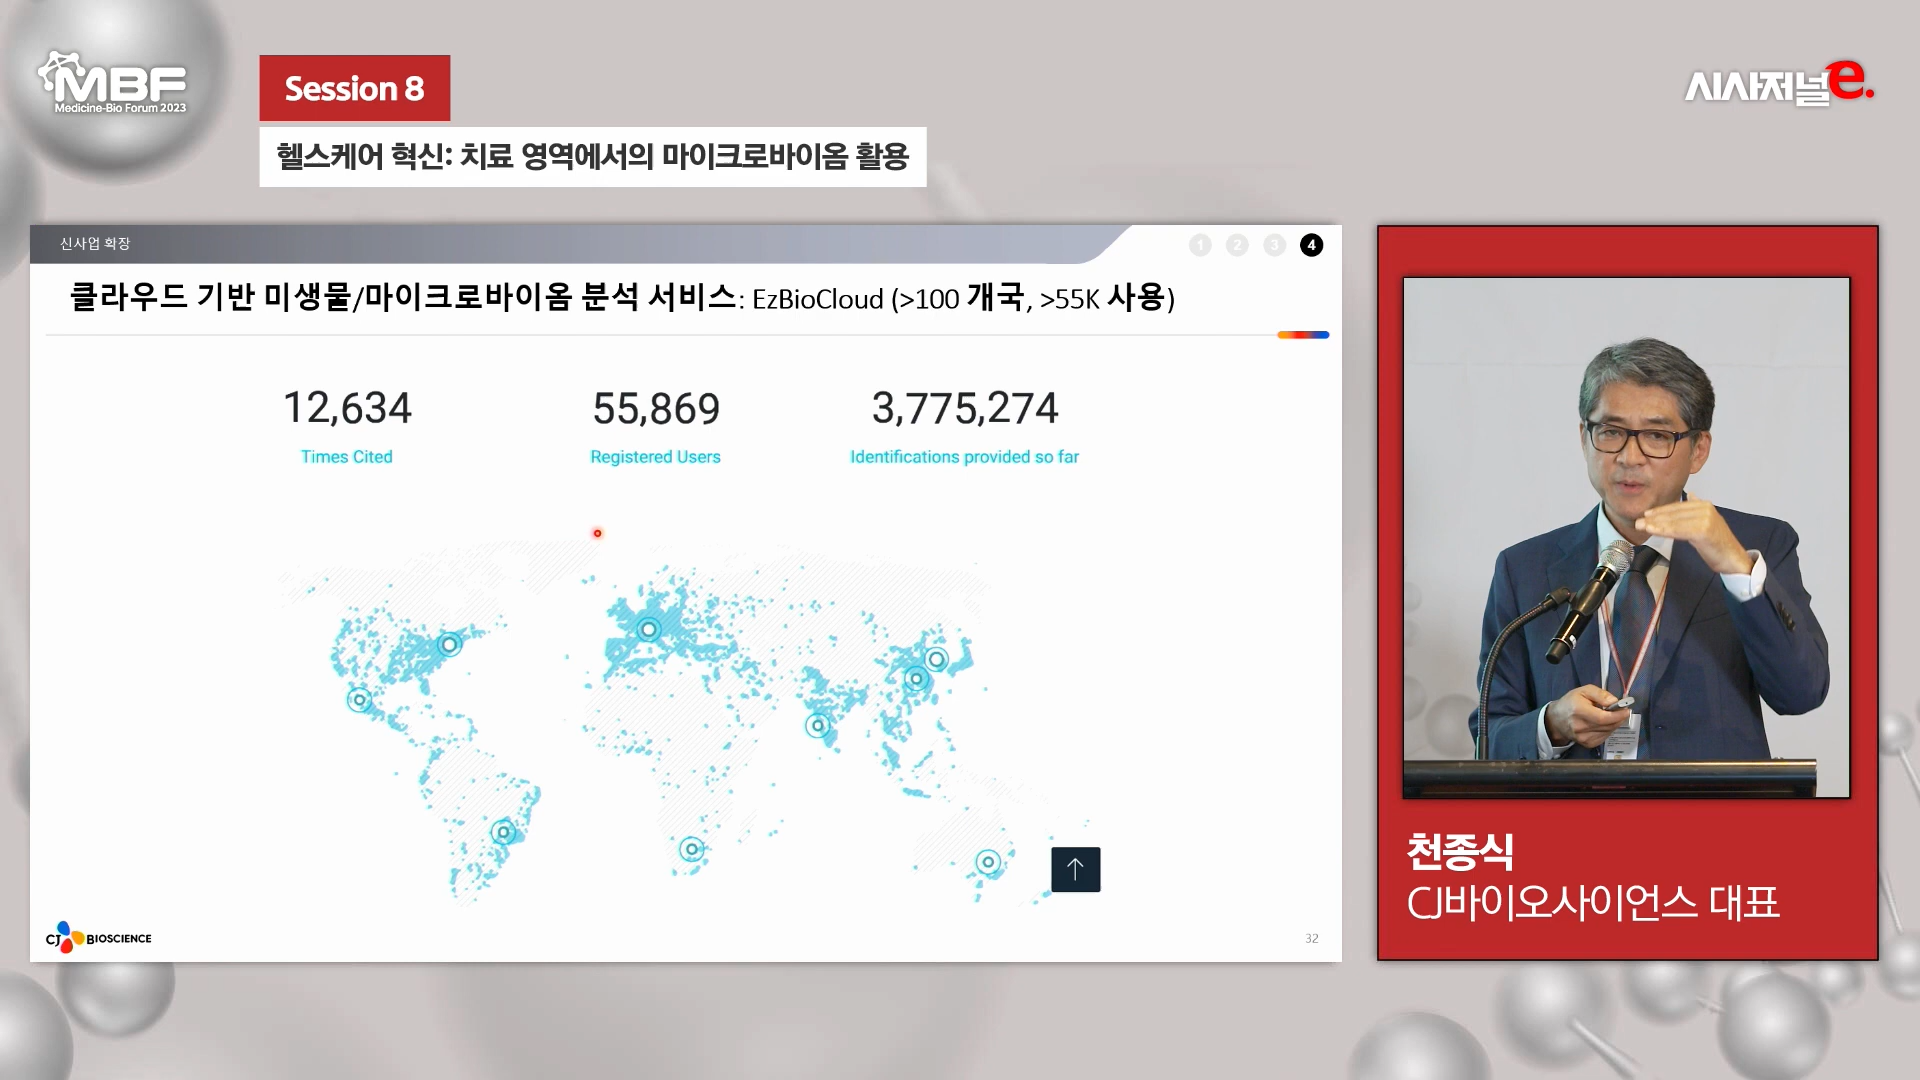 MBF
Medicine-Bio Forum 2023
Session 8
헬스케어 혁신: 치료 영역에서의 마이크로바이옴 활용
시사저널e.
신사업 확장
1 2 3 4
클라우드 기반 미생물/마이크로바이옴 분석 서비스: EzBioCloud (>100 개국, >55K 사용)
12,634
Times Cited
55,869
Registered Users
3,775,274
Identifications provided so far
CJ BIOSCIENCE
32
천종식
CJ바이오사이언스 대표